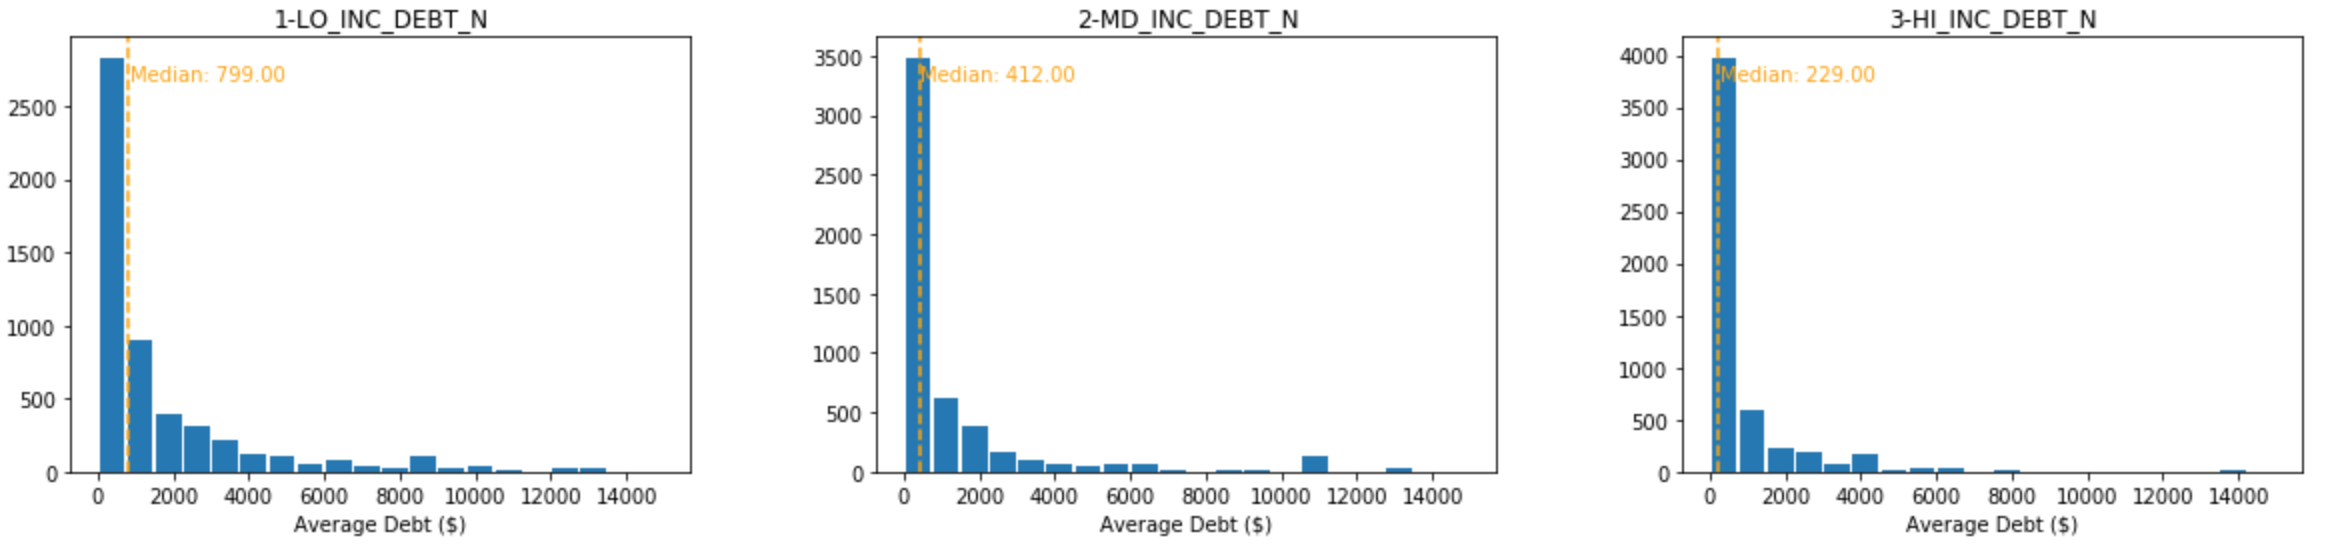 1-LO_INC_DEBT_N
Median: 799.00
2500
2000
1500
1000
500
0
0 2000 4000 6000 8000 10000 12000 14000
Average Debt ($)
2-MD_INC_DEBT_N
Median: 412.00
3500
3000
2500
2000
1500
1000
500
0
0 2000 4000 6000 8000 10000 12000 14000
Average Debt ($)
3-HI_INC_DEBT_N
Median: 229.00
4000
3500
3000
2500
2000
1500
1000
500
0
0 2000 4000 6000 8000 10000 12000 14000
Average Debt ($)